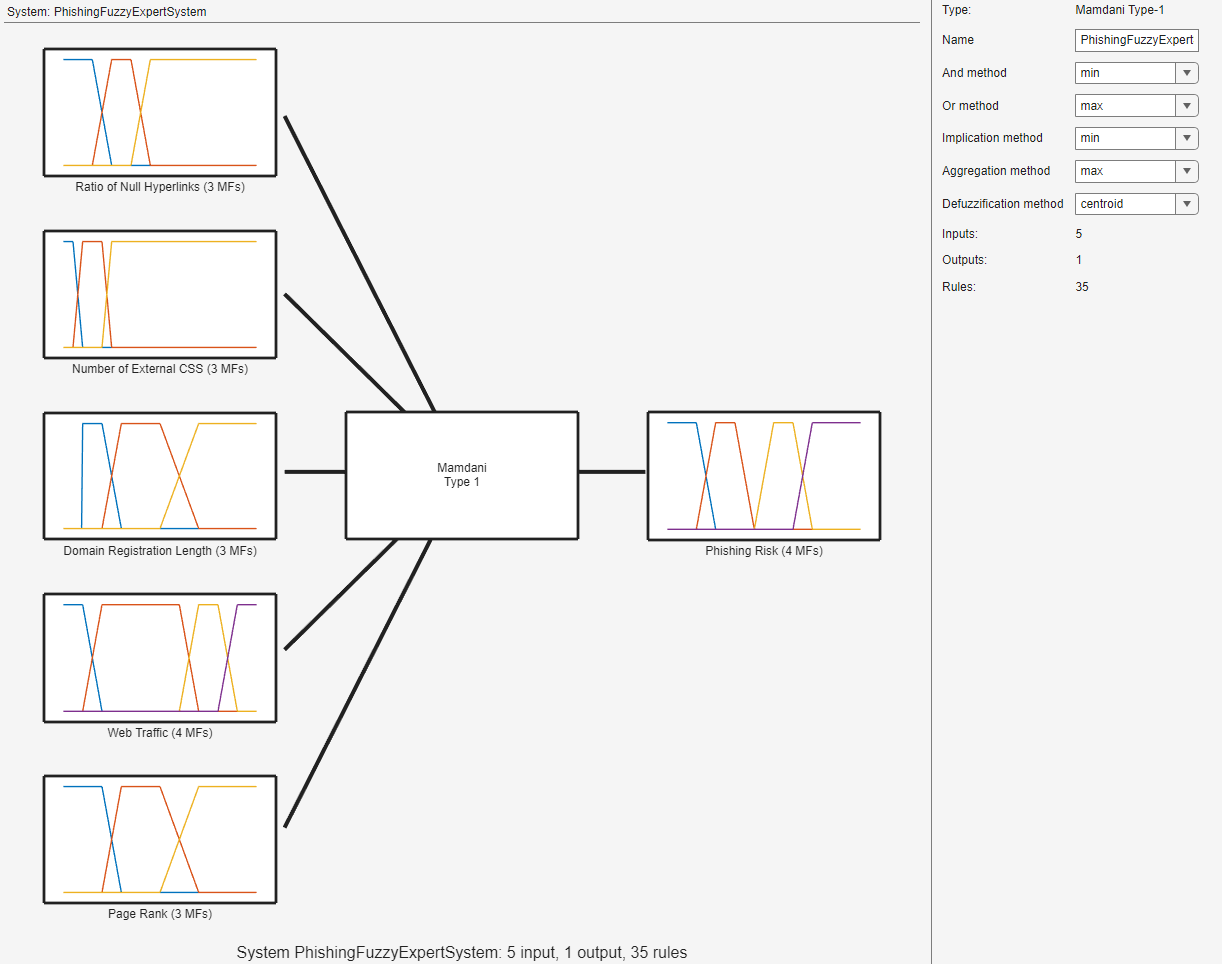 System: PhishingFuzzyExpertSystem
Ratio of Null Hyperlinks (3 MFs)
Number of External CSS (3 MFs)
Domain Registration Length (3 MFs)
Web Traffic (4 MFs)
Page Rank (3 MFs)
Mamdani
Type 1
Phishing Risk (4 MFs)
System PhishingFuzzyExpertSystem: 5 input, 1 output, 35 rules
Type: Mamdani Type-1
Name PhishingFuzzyExpert
And method min
Or method max
Implication method min
Aggregation method max
Defuzzification method centroid
Inputs: 5
Outputs: 1
Rules: 35